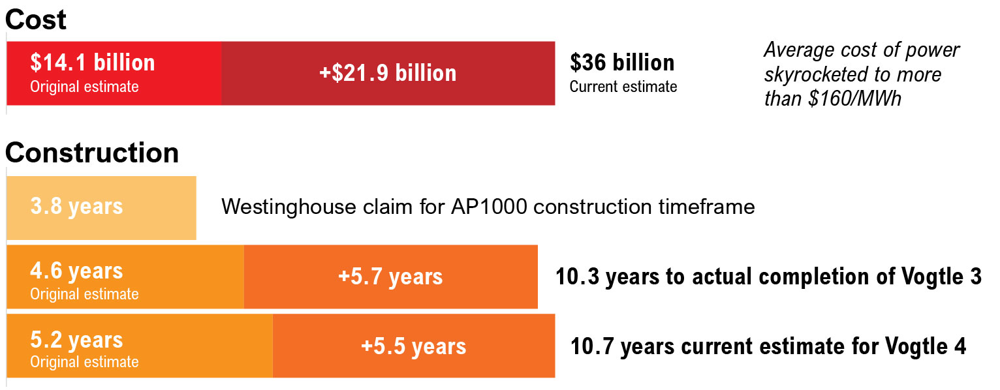 Cost
$14.1 billion
Original estimate
+$21.9 billion
$36 billion
Current estimate
Average cost of power
skyrocketed to more
than $160/MWh
Construction
3.8 years
Westinghouse claim for AP1000 construction timeframe
4.6 years
Original estimate
+5.7 years
10.3 years to actual completion of Vogtle 3
5.2 years
Original estimate
+5.5 years
10.7 years current estimate for Vogtle 4